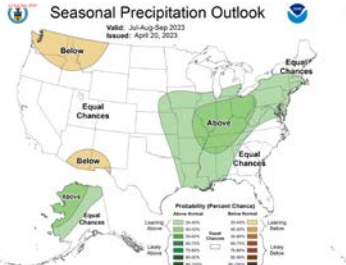 Seasonal Precipitation Outlook
Valid: Jul-Aug-Sep 2023
Issued: April 20, 2023
Below
Equal
Chances
Equal
Chances
Above
Below
Equal
Chances
Above
Equal
Chances
Probability (Percent Chance)
Above Normal
Below Normal
Leaning
Above
Likely
Above
Equal
Chances
Leaning
Below
Likely
Below